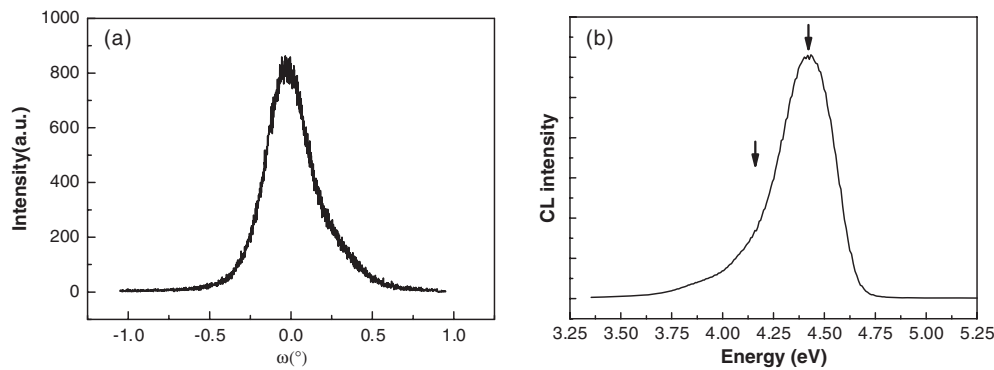 (a)
Intensity(a.u.)
1000
800
600
400
200
0
-1.0 -0.5 0.0 0.5 1.0
ω(°)
(b)
CL intensity
3.25 3.50 3.75 4.00 4.25 4.50 4.75 5.00 5.25
Energy (eV)